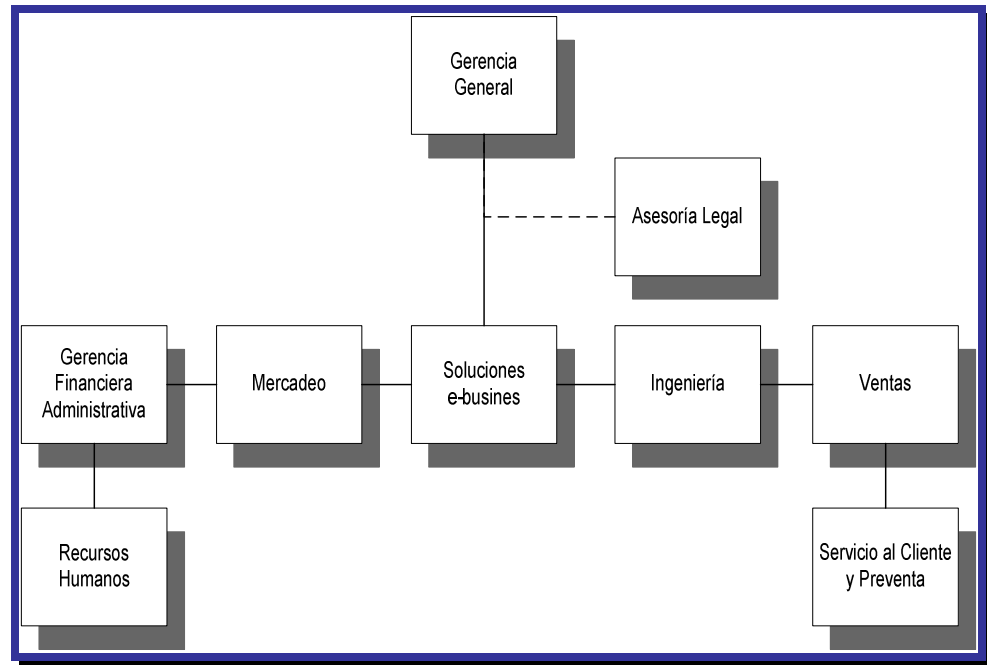 Gerencia
General
Asesoría Legal
Gerencia
Financiera
Administrativa
Mercadeo
Soluciones
e-busines
Ingeniería
Ventas
Recursos
Humanos
Servicio al Cliente
y Preventa